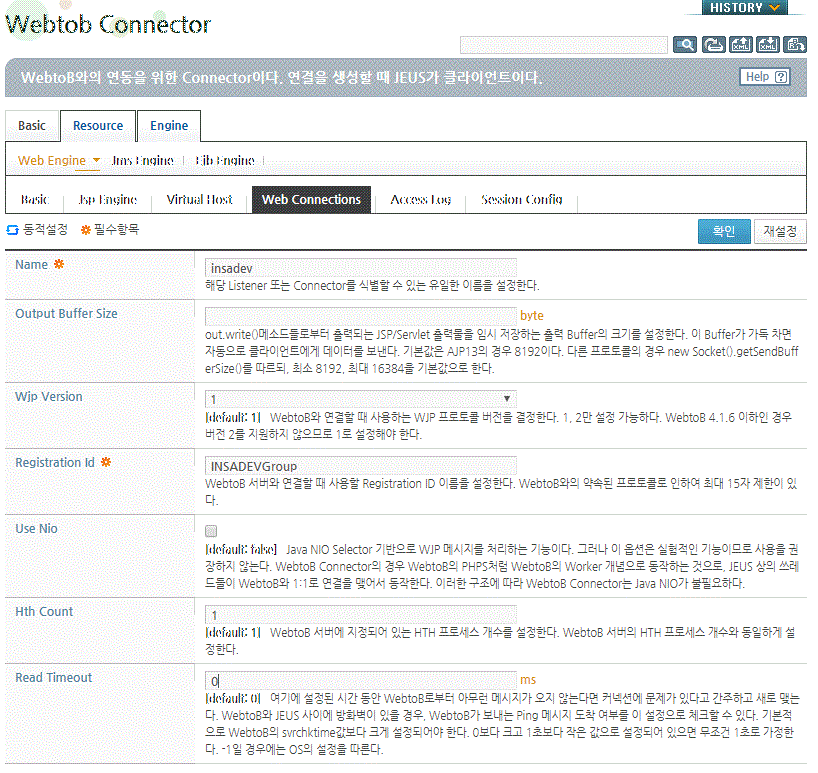 HISTORY
Webtob Connector
WebtoB와의 연동을 위한 Connector이다. 연결을 생성할 때 JEUS가 클라이언트이다.
Help ?
Basic Resource Engine
Web Engine Jms Engine Lib Engine
Basic Jsp Engine Virtual Host Web Connections Access Log Session Config
동적설정 필수항목 확인 재설정
Name insadev
해당 Listener 또는 Connector를 식별할 수 있는 유일한 이름을 설정한다.
Output Buffer Size byte
out.write()메소드들로부터 출력되는 JSP/Servlet 출력물을 임시 저장하는 출력 Buffer의 크기를 설정한다. 이 Buffer가 가득 차면
자동으로 클라이언트에게 데이터를 보낸다. 기본값은 AJP13의 경우 8192이다. 다른 프로토콜의 경우 new Socket().getSendBuff
erSize()를 따르되, 최소 8192, 최대 16384를 기본값으로 한다.
Wjp Version 1
[default: 1] WebtoB와 연결할 때 사용하는 WJP 프로토콜 버전을 결정한다. 1, 2만 설정 가능하다. WebtoB 4.1.6 이하인 경우
버전 2를 지원하지 않으므로 1로 설정해야 한다.
Registration Id INSADEVGroup
WebtoB 서버와 연결할 때 사용할 Registration ID 이름을 설정한다. WebtoB와의 약속된 프로토콜로 인하여 최대 15자 제한이 있
다.
Use Nio
[default: false] Java NIO Selector 기반으로 WJP 메시지를 처리하는 기능이다. 그러나 이 옵션은 실험적인 기능이므로 사용을 권
장하지 않는다. WebtoB Connector의 경우 WebtoB의 PHPS처럼 WebtoB의 Worker 개념으로 동작하는 것으로, JEUS 상의 쓰레
드들이 WebtoB와 1:1로 연결을 맺어서 동작한다. 이러한 구조에 따라 WebtoB Connector는 Java NIO가 불필요하다.
Hth Count 1
[default: 1] WebtoB 서버에 지정되어 있는 HTH 프로세스 개수를 설정한다. WebtoB 서버의 HTH 프로세스 개수와 동일하게 설
정한다.
Read Timeout 0 ms
[default: 0] 여기에 설정된 시간 동안 WebtoB로부터 아무런 메시지가 오지 않는다면 커넥션에 문제가 있다고 간주하고 새로 맺는
다. WebtoB와 JEUS 사이에 방화벽이 있을 경우, WebtoB가 보내는 Ping 메시지 도착 여부를 이 설정으로 체크할 수 있다. 기본적
으로 WebtoB의 svrchktime값보다 크게 설정되어야 한다. 0보다 크고 1초보다 작은 값으로 설정되어 있으면 무조건 1초로 가정한
다. -1일 경우에는 OS의 설정을 따른다.